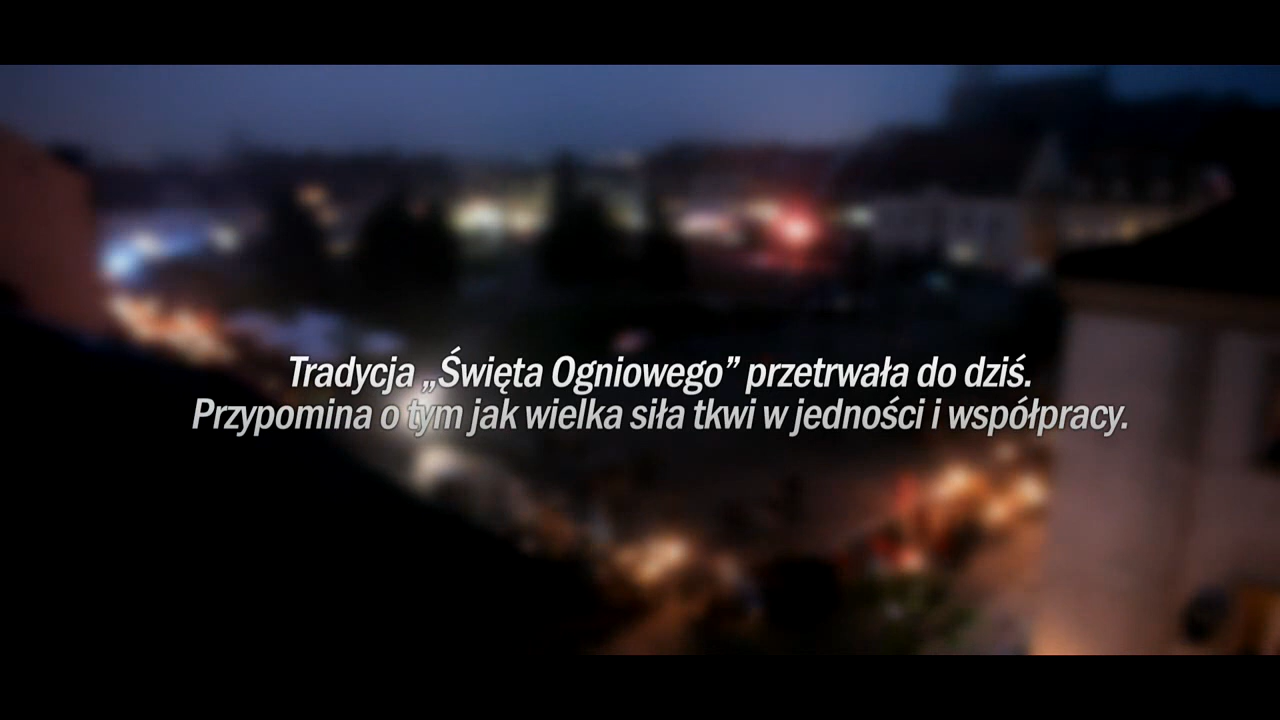 Tradycja „Święta Ogniowego” przetrwała do dziś.
Przypomina o tym jak wielka siła tkwi w jedności i współpracy.